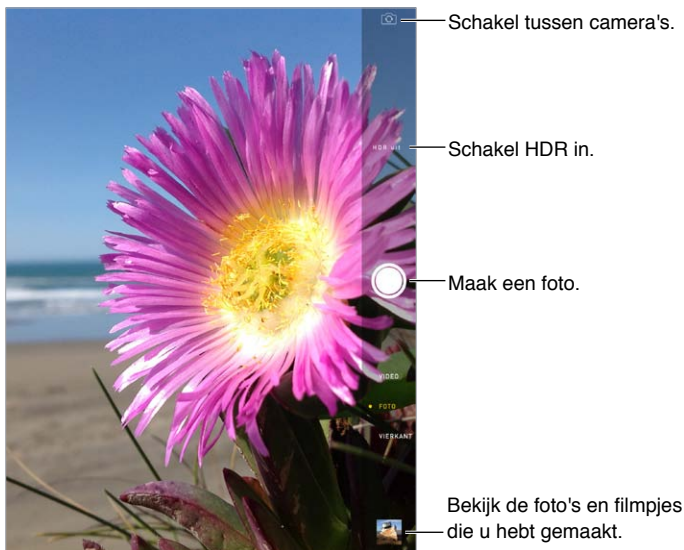 Schakel tussen camera's.
HDR uit
Schakel HDR in.
Maak een foto.
VIDEO
FOTO
VIERKANT
Bekijk de foto's en filmpjes
die u hebt gemaakt.